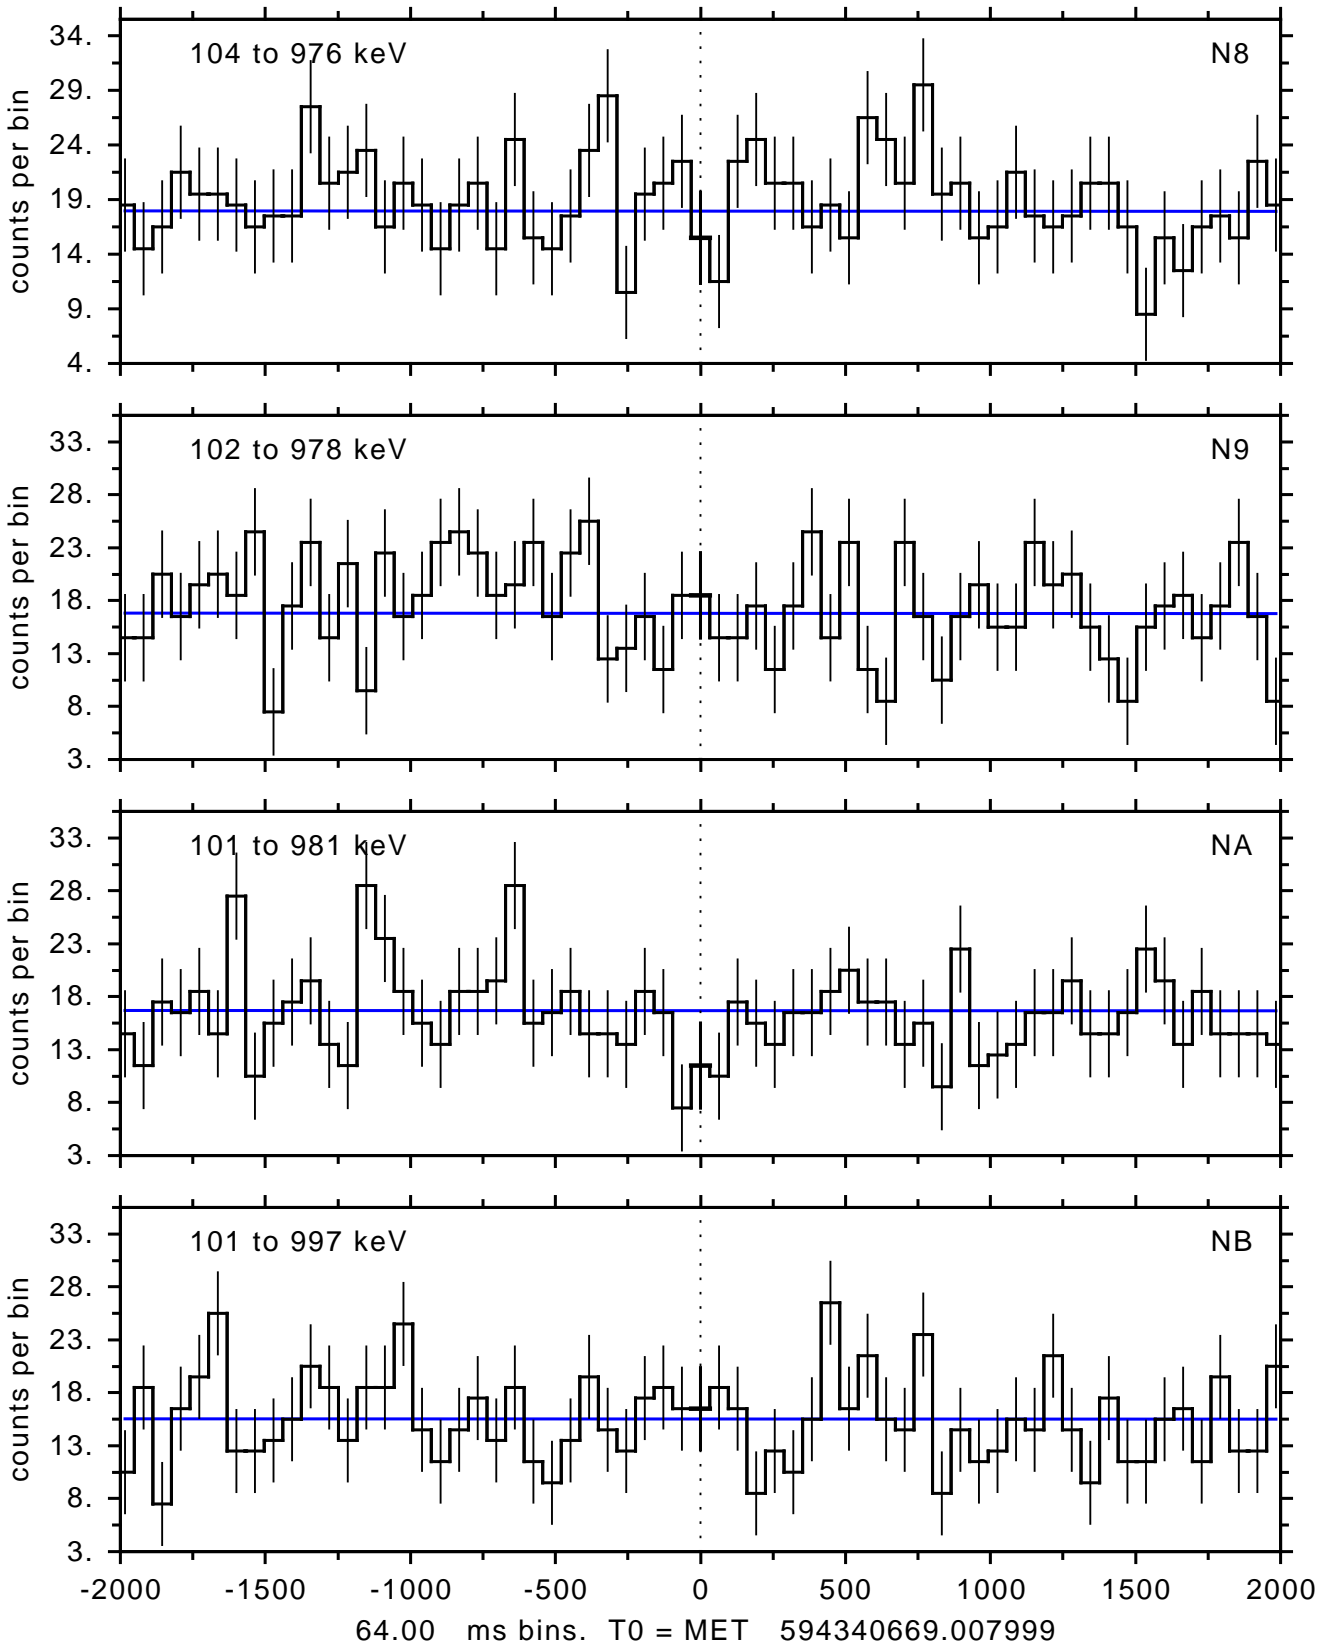 104 to 976 keV N8
34.
29.
24.
19.
14.
9.
4.
counts per bin
102 to 978 keV N9
33.
28.
23.
18.
13.
8.
3.
counts per bin
101 to 981 keV NA
33.
28.
23.
18.
13.
8.
3.
counts per bin
101 to 997 keV NB
33.
28.
23.
18.
13.
8.
3.
counts per bin
-2000 -1500 -1000 -500 0 500 1000 1500 2000
64.00 ms bins. T0 = MET 594340669.007999